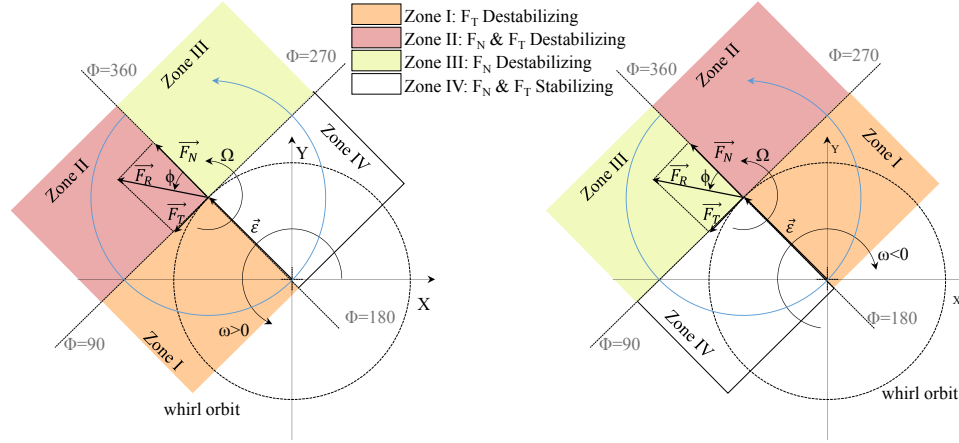 Zone I: F_T Destabilizing
Zone II: F_N & F_T Destabilizing
Zone III: F_N Destabilizing
Zone IV: F_N & F_T Stabilizing
Zone III
Φ=360
Φ=270
Zone II
Zone IV
Y
F_N
Ω
F_R
ϕ
F_T
ε
X
ω>0
Φ=180
Φ=90
Zone I
whirl orbit
Zone II
Φ=360
Φ=270
Zone III
Zone I
Y
F_N
Ω
F_R
ϕ
F_T
ε
ω<0
X
Φ=180
Φ=90
Zone IV
whirl orbit